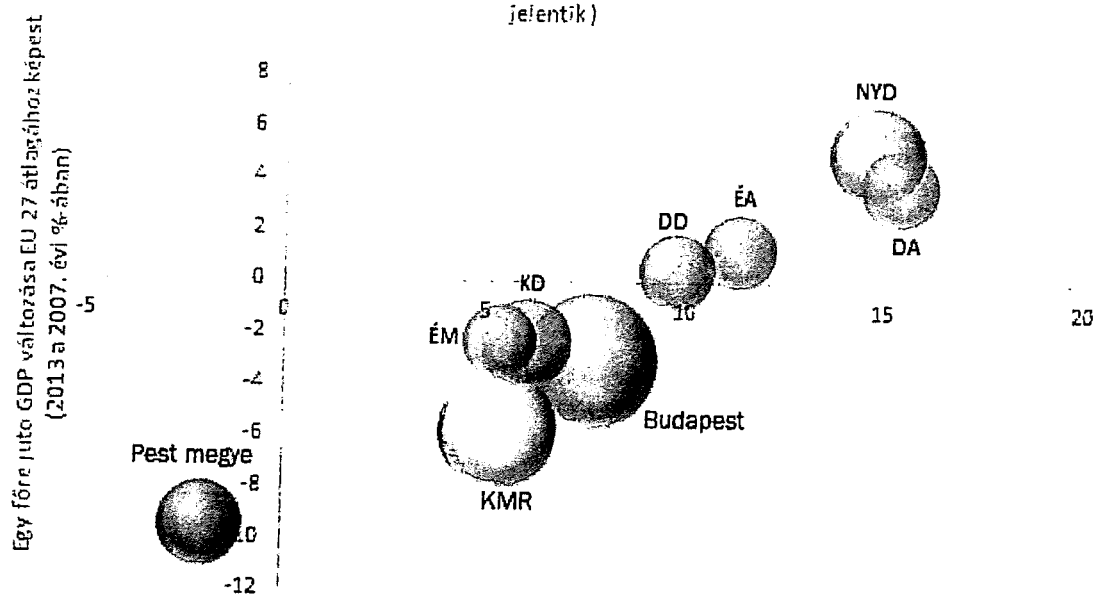 jelentik)
Egy főre jutó GDP változása EU 27 átlagához képest
(2013 a 2007. évi %-ában)
8
6
4
2
0
-2
-4
-6
-8
-10
-12
-5
0
5
10
15
20
NYD
DA
ÉA
DD
KD
ÉM
Budapest
KMR
Pest megye